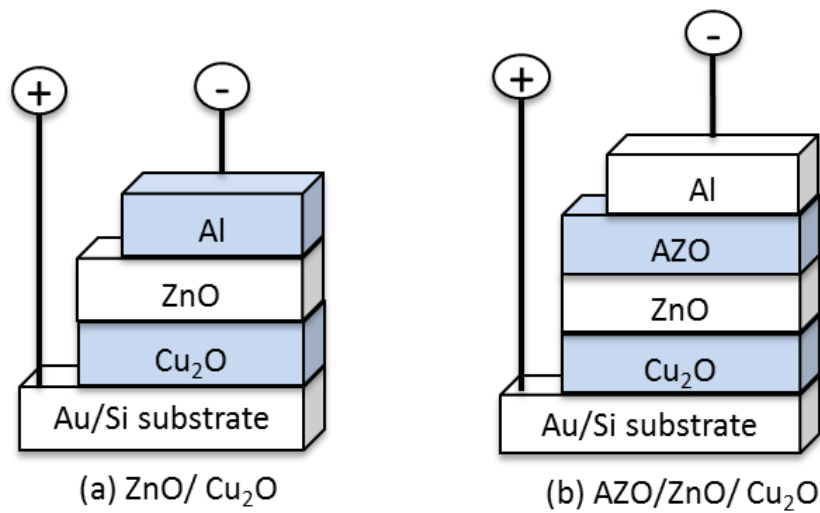 +
-
Al
ZnO
Cu₂O
Au/Si substrate
(a) ZnO/ Cu₂O
+
-
Al
AZO
ZnO
Cu₂O
Au/Si substrate
(b) AZO/ZnO/ Cu₂O